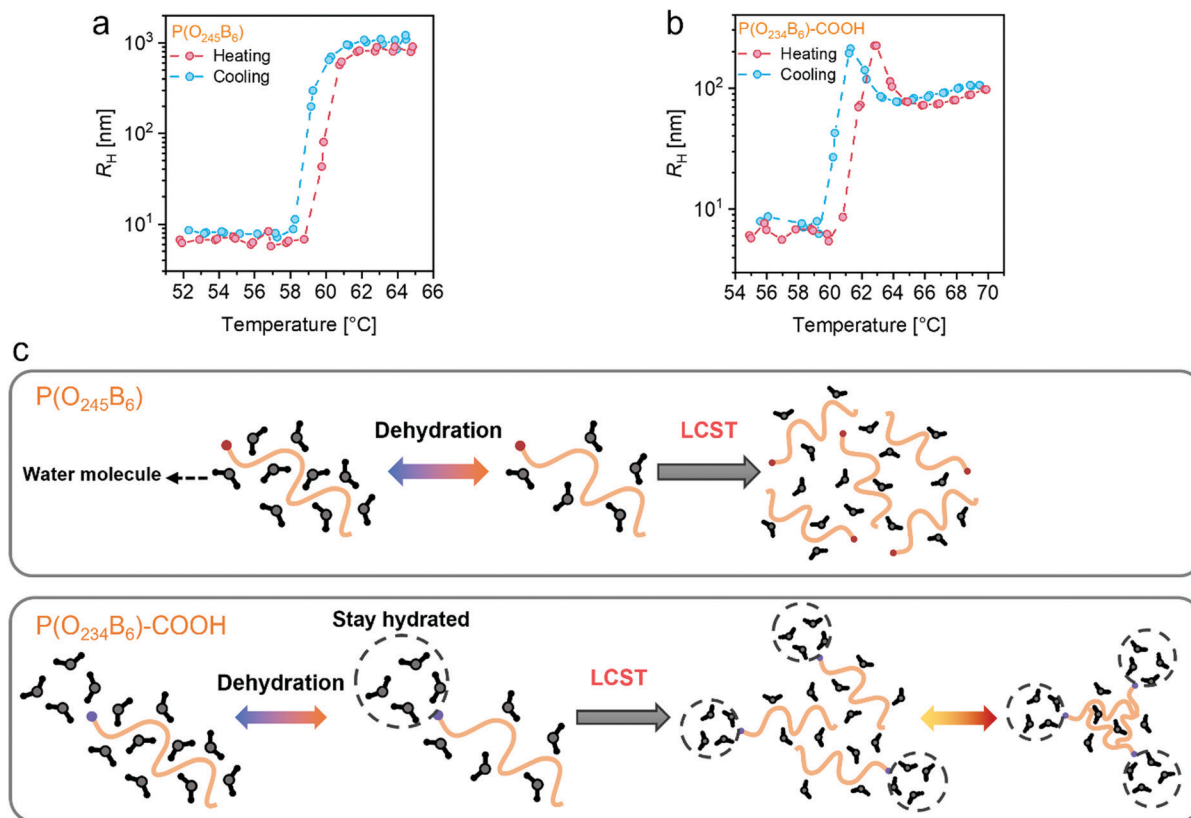 a
P(O₂₄₅B₆)
Heating
Cooling
10³
10²
10¹
R_H [nm]
52 54 56 58 60 62 64 66
Temperature [°C]
b
P(O₂₃₄B₆)-COOH
Heating
Cooling
10²
10¹
R_H [nm]
54 56 58 60 62 64 66 68 70
Temperature [°C]
c
P(O₂₄₅B₆)
Dehydration
LCST
Water molecule
P(O₂₃₄B₆)-COOH
Stay hydrated
Dehydration
LCST